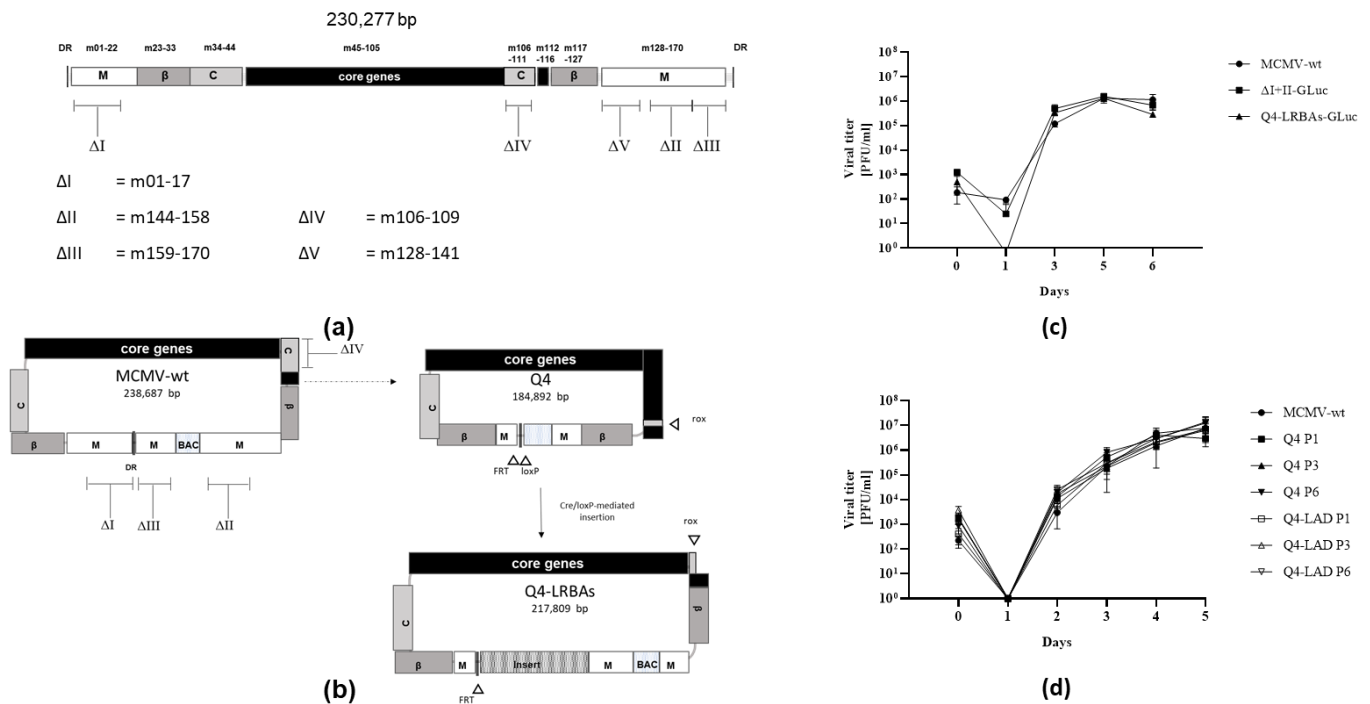 230,277 bp
DR m01-22 m23-33 m34-44 m45-105 m106 m112 m117 m128-170 DR
-111 -116 -127
M β C core genes C β M
ΔI ΔIV ΔV ΔII ΔIII
ΔI = m01-17
ΔII = m144-158 ΔIV = m106-109
ΔIII = m159-170 ΔV = m128-141
(a)
core genes
MCMV-wt
238,687 bp
C
C
β
β M M BAC M
DR
ΔIV
ΔI ΔIII ΔII
core genes
Q4
184,892 bp
C
β M M β
rox
FRT loxP
Cre/loxP-mediated
insertion
rox
core genes
Q4-LRBAs
217,809 bp
C
β
β M Insert M BAC M
FRT
(b)
Viral titer
[PFU/ml]
10⁸
10⁷
10⁶
10⁵
10⁴
10³
10²
10¹
10⁰
0 1 3 5 6
Days
MCMV-wt
ΔI+II-GLuc
Q4-LRBAs-GLuc
(c)
Viral titer
[PFU/ml]
10⁸
10⁷
10⁶
10⁵
10⁴
10³
10²
10¹
10⁰
0 1 2 3 4 5
Days
MCMV-wt
Q4 P1
Q4 P3
Q4 P6
Q4-LAD P1
Q4-LAD P3
Q4-LAD P6
(d)